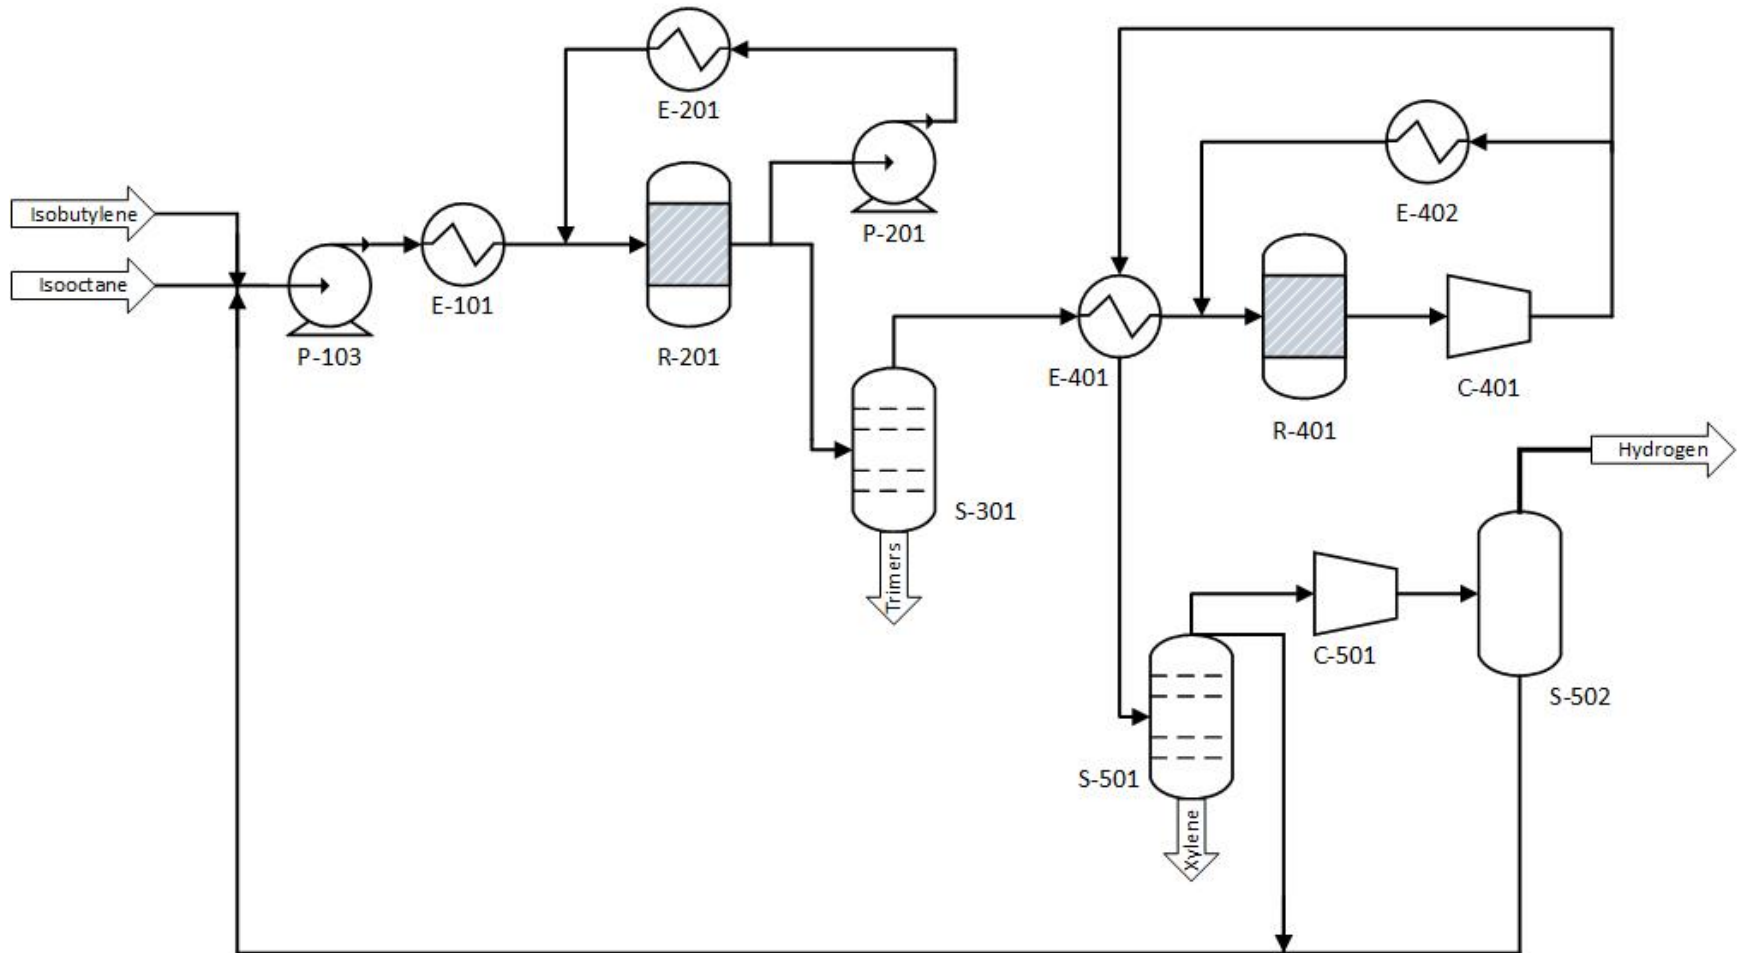 E-201
E-402
Isobutylene
P-201
Isooctane
E-101
P-103
R-201
E-401
C-401
R-401
Hydrogen
S-301
Trimers
C-501
S-502
S-501
Xylene